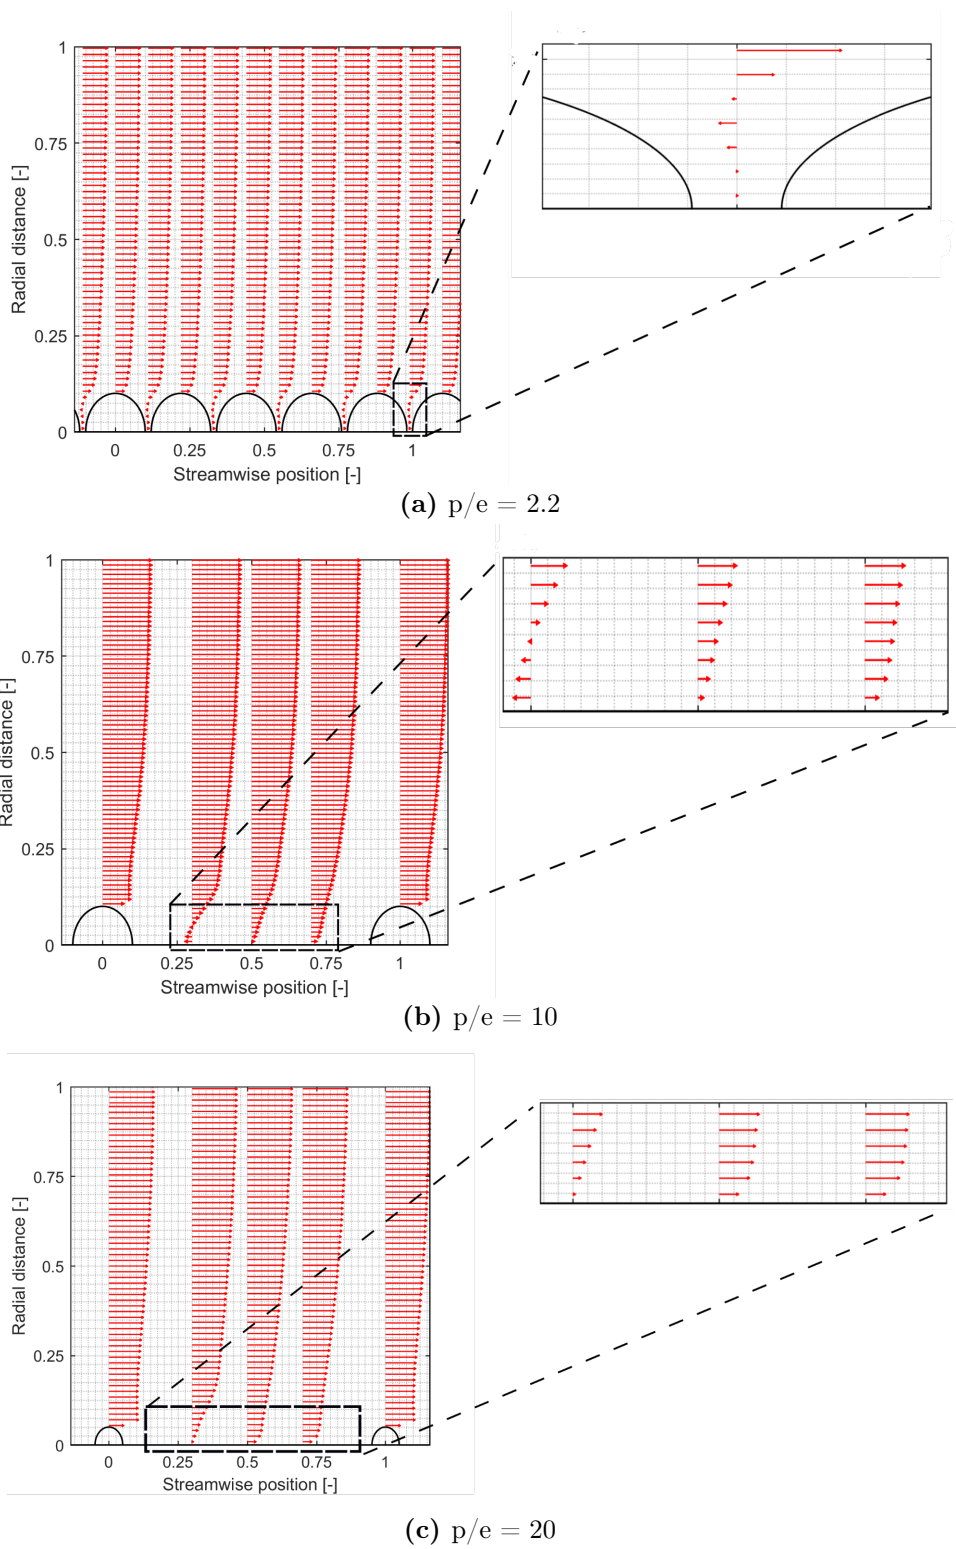 1
0.75
0.5
0.25
0
Radial distance [-]
0 0.25 0.5 0.75 1
Streamwise position [-]
(a) p/e = 2.2
1
0.75
0.5
0.25
0
Radial distance [-]
0 0.25 0.5 0.75 1
Streamwise position [-]
(b) p/e = 10
1
0.75
0.5
0.25
0
Radial distance [-]
0 0.25 0.5 0.75 1
Streamwise position [-]
(c) p/e = 20